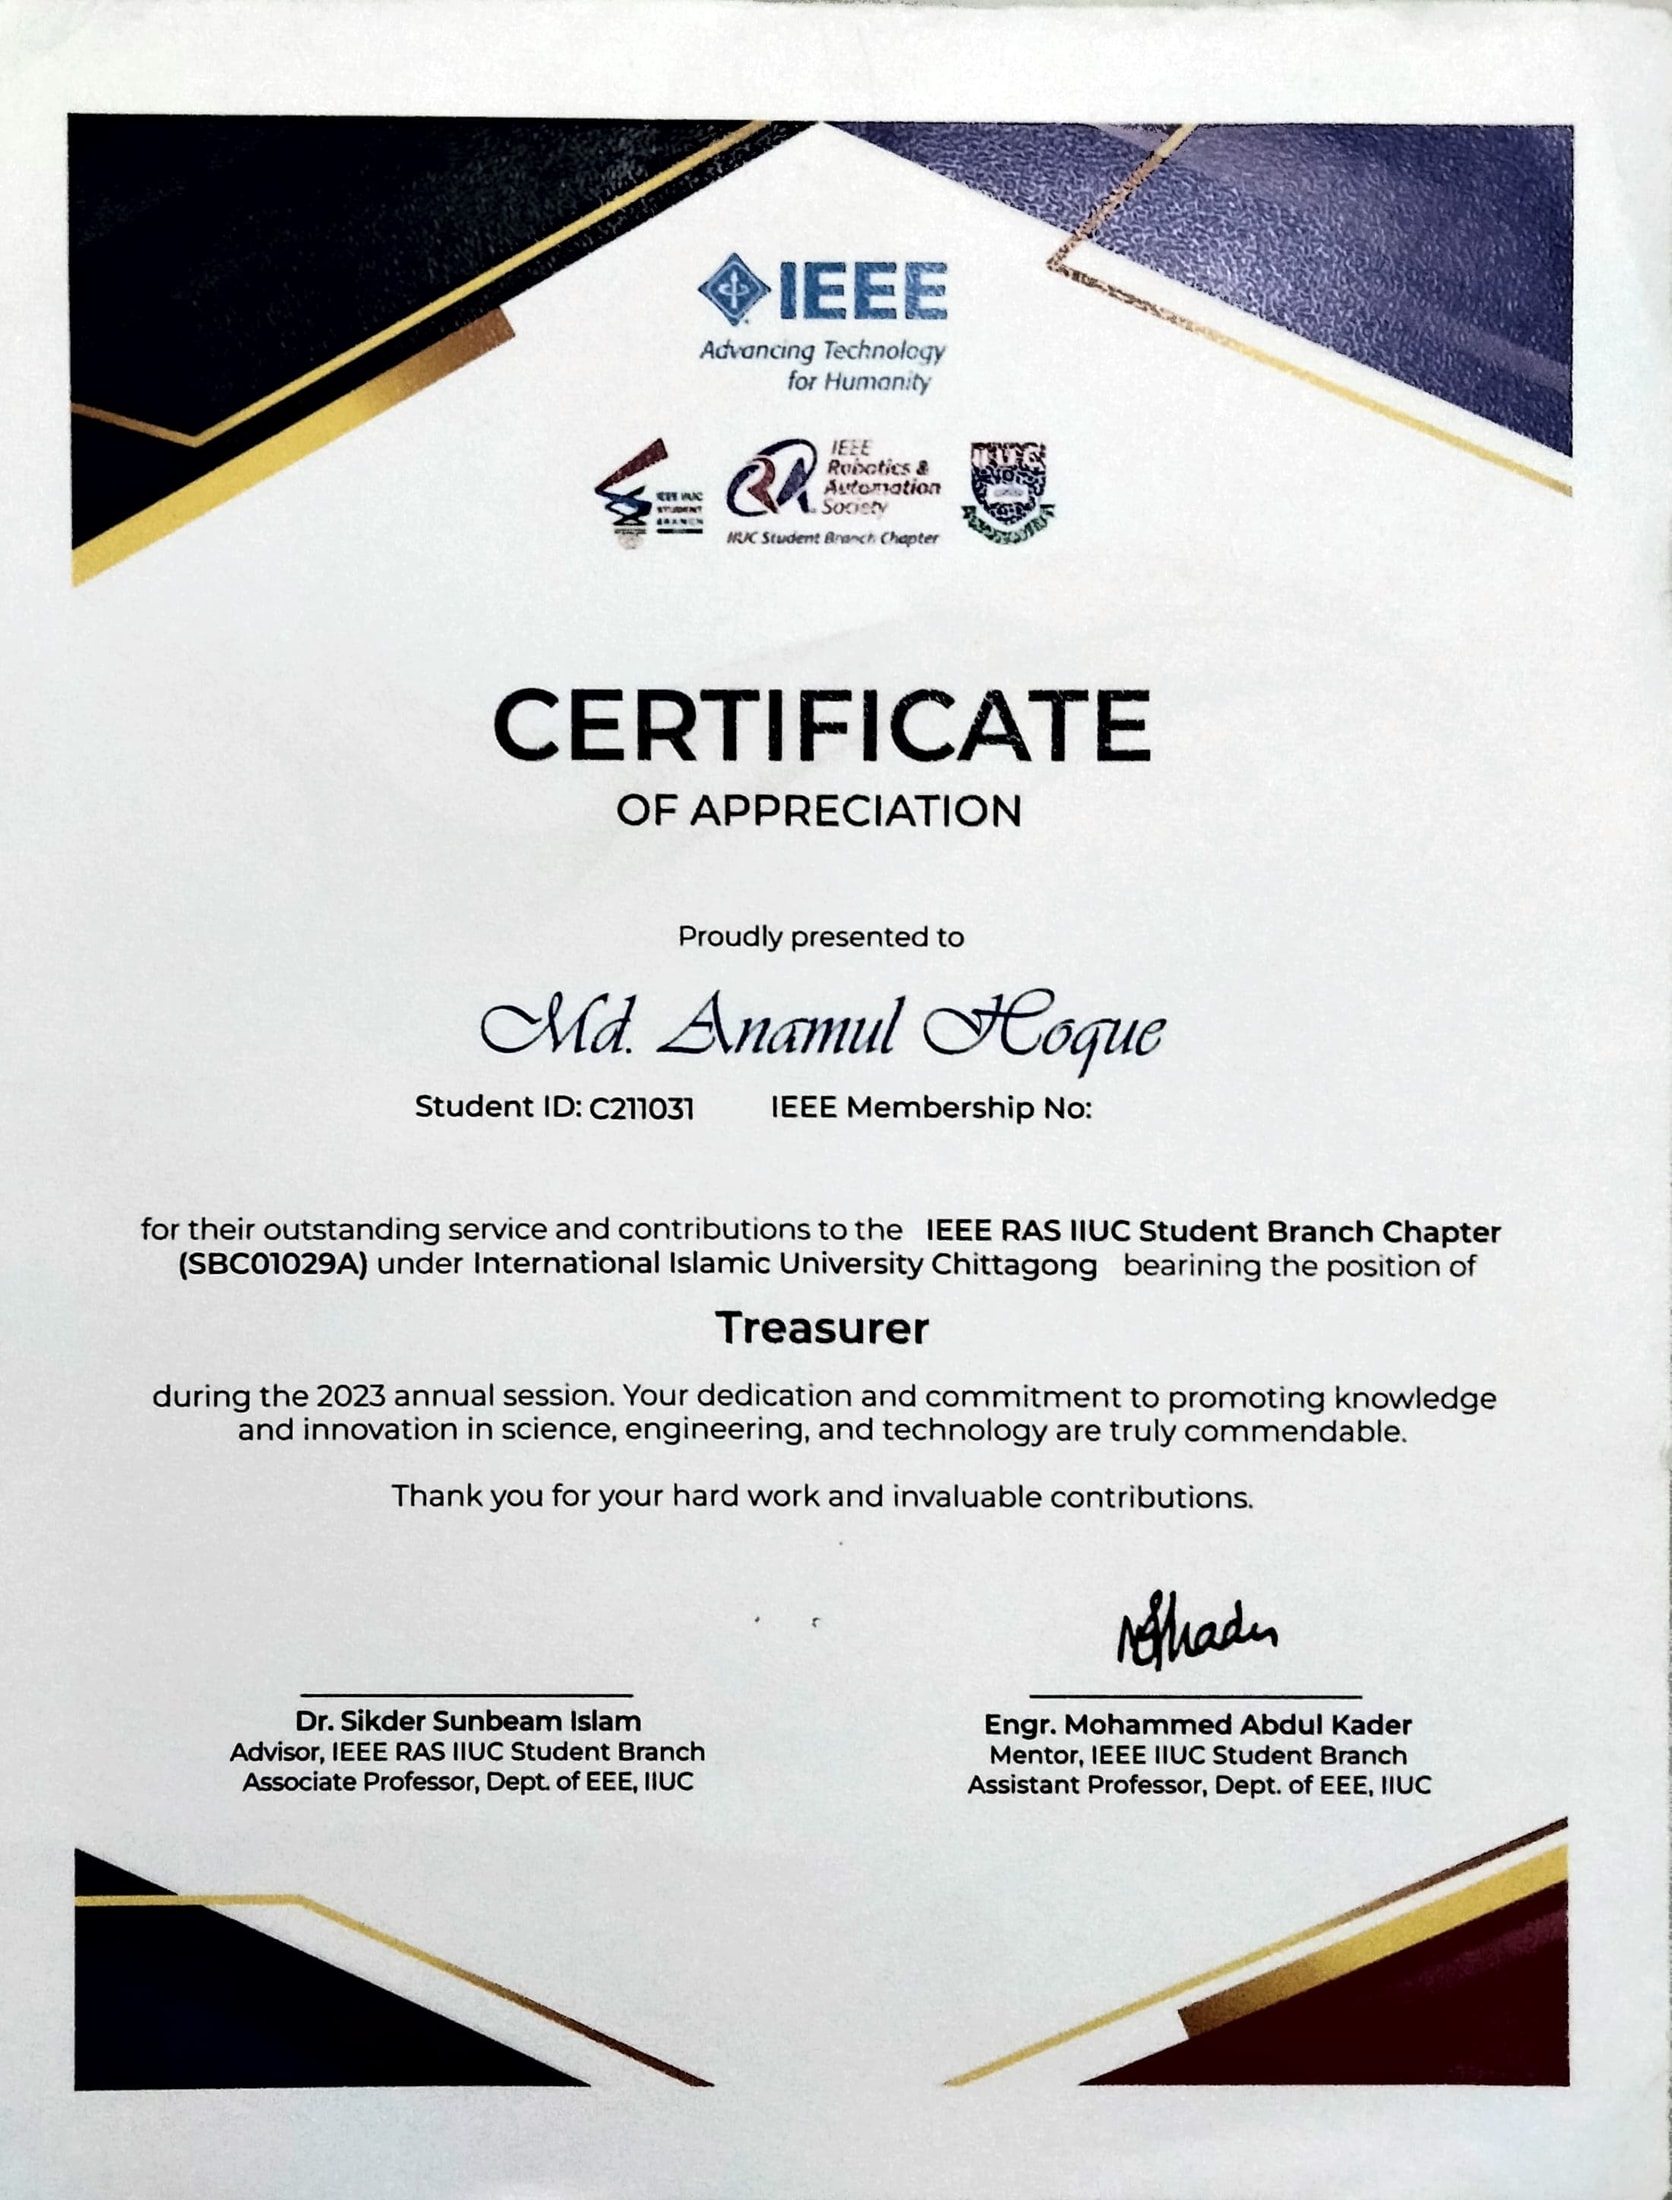 IEEE
Advancing Technology
for Humanity
IEEE IIUC
STUDENT
BRANCH
IEEE
Robotics &
Automation
Society
IIUC Student Branch Chapter
IIUC
CERTIFICATE
OF APPRECIATION
Proudly presented to
Md. Anamul Hoque
Student ID: C211031 IEEE Membership No:
for their outstanding service and contributions to the IEEE RAS IIUC Student Branch Chapter
(SBC01029A) under International Islamic University Chittagong bearining the position of
Treasurer
during the 2023 annual session. Your dedication and commitment to promoting knowledge
and innovation in science, engineering, and technology are truly commendable.
Thank you for your hard work and invaluable contributions.
Dr. Sikder Sunbeam Islam
Advisor, IEEE RAS IIUC Student Branch
Associate Professor, Dept. of EEE, IIUC
Engr. Mohammed Abdul Kader
Mentor, IEEE IIUC Student Branch
Assistant Professor, Dept. of EEE, IIUC